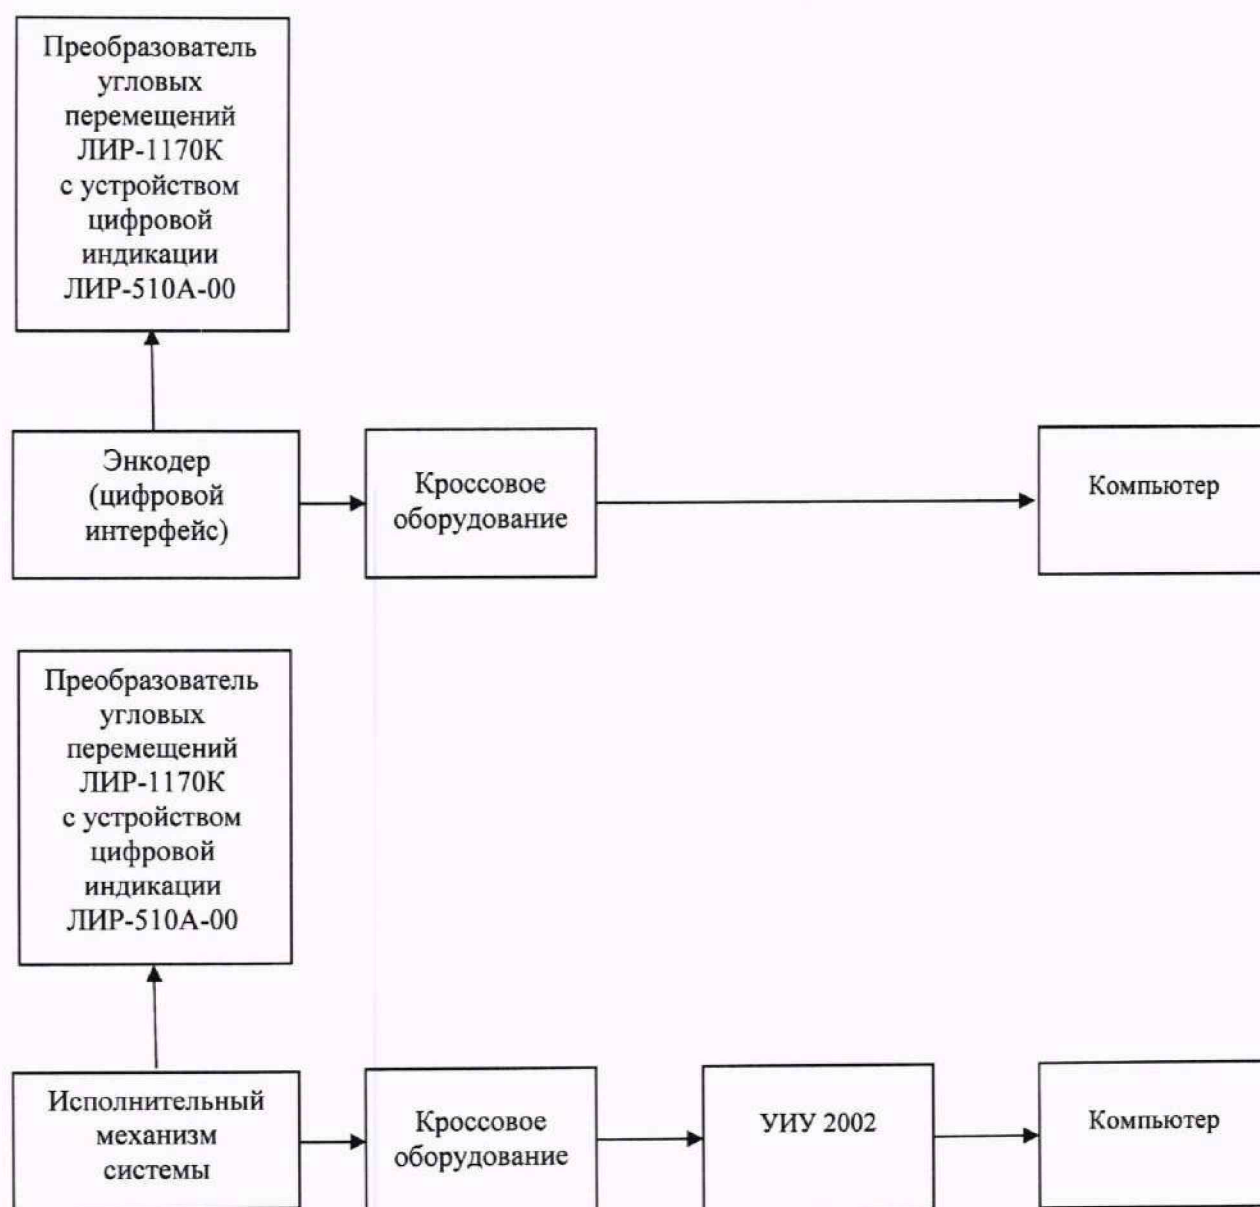 Преобразователь
угловых
перемещений
ЛИР-1170К
с устройством
цифровой
индикации
ЛИР-510А-00
Энкодер
(цифровой
интерфейс)
Кроссовое
оборудование
Компьютер
Преобразователь
угловых
перемещений
ЛИР-1170К
с устройством
цифровой
индикации
ЛИР-510А-00
Исполнительный
механизм
системы
Кроссовое
оборудование
УИУ 2002
Компьютер